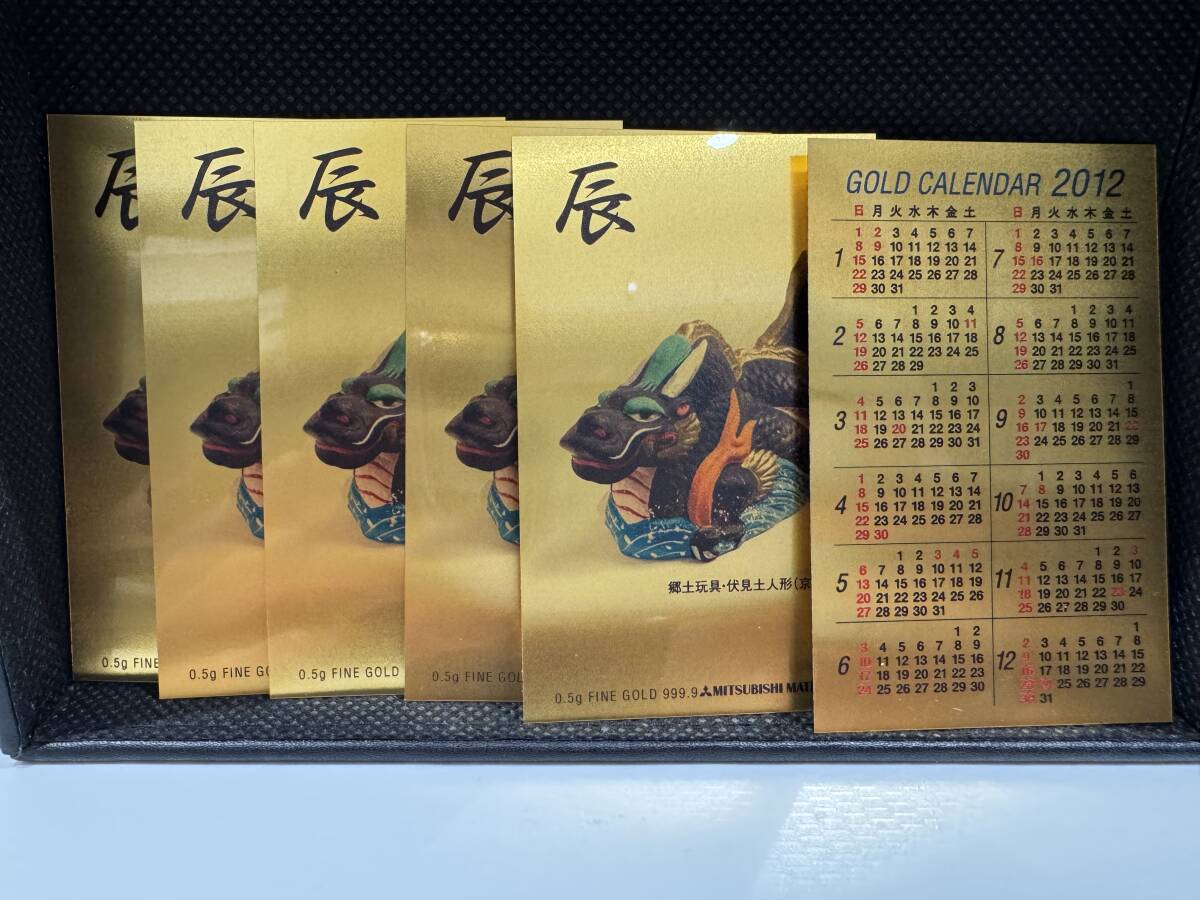 辰
辰
辰
辰
辰
郷土玩具・伏見土人形(京
0.5g FINE
0.5g FINE GO
0.5g FINE GOLD
0.5g FINE GOLD
0.5g FINE GOLD 999.9 MITSUBISHI MAT
GOLD CALENDAR 2012
日 月 火 水 木 金 土
1
1 2 3 4 5 6 7
8 9 10 11 12 13 14
15 16 17 18 19 20 21
22 23 24 25 26 27 28
29 30 31
2
1 2 3 4
5 6 7 8 9 10 11
12 13 14 15 16 17 18
19 20 21 22 23 24 25
26 27 28 29
3
1 2 3
4 5 6 7 8 9 10
11 12 13 14 15 16 17
18 19 20 21 22 23 24
25 26 27 28 29 30 31
4
1 2 3 4 5 6 7
8 9 10 11 12 13 14
15 16 17 18 19 20 21
22 23 24 25 26 27 28
29 30
5
1 2 3 4 5
6 7 8 9 10 11 12
13 14 15 16 17 18 19
20 21 22 23 24 25 26
27 28 29 30 31
6
1 2
3 4 5 6 7 8 9
10 11 12 13 14 15 16
17 18 19 20 21 22 23
24 25 26 27 28 29 30
日 月 火 水 木 金 土
7
1 2 3 4 5 6 7
8 9 10 11 12 13 14
15 16 17 18 19 20 21
22 23 24 25 26 27 28
29 30 31
8
1 2 3 4
5 6 7 8 9 10 11
12 13 14 15 16 17 18
19 20 21 22 23 24 25
26 27 28 29 30 31
9
1
2 3 4 5 6 7 8
9 10 11 12 13 14 15
16 17 18 19 20 21 22
23 24 25 26 27 28 29
30
10
1 2 3 4 5 6
7 8 9 10 11 12 13
14 15 16 17 18 19 20
21 22 23 24 25 26 27
28 29 30 31
11
1 2 3
4 5 6 7 8 9 10
11 12 13 14 15 16 17
18 19 20 21 22 23 24
25 26 27 28 29 30
12
1
2 3 4 5 6 7 8
9 10 11 12 13 14 15
16 17 18 19 20 21 22
23 24 25 26 27 28 29
30 31